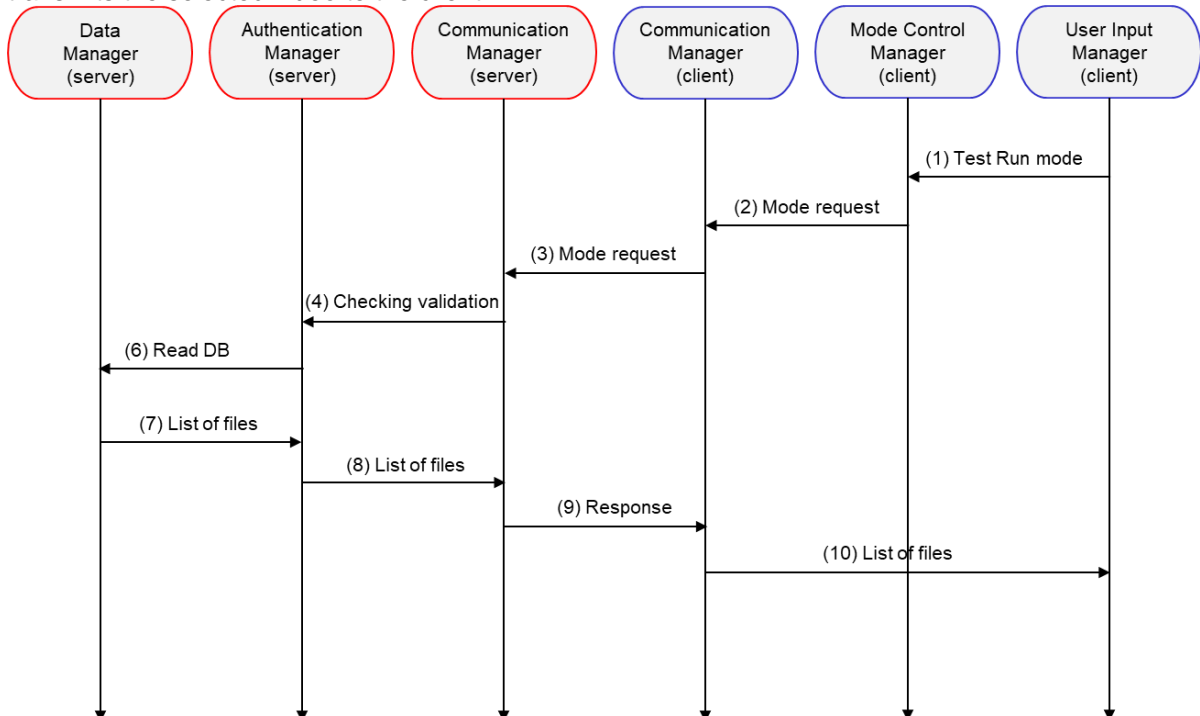 Data
Manager
(server)
Authentication
Manager
(server)
Communication
Manager
(server)
Communication
Manager
(client)
Mode Control
Manager
(client)
User Input
Manager
(client)
(1) Test Run mode
(2) Mode request
(3) Mode request
(4) Checking validation
(6) Read DB
(7) List of files
(8) List of files
(9) Response
(10) List of files